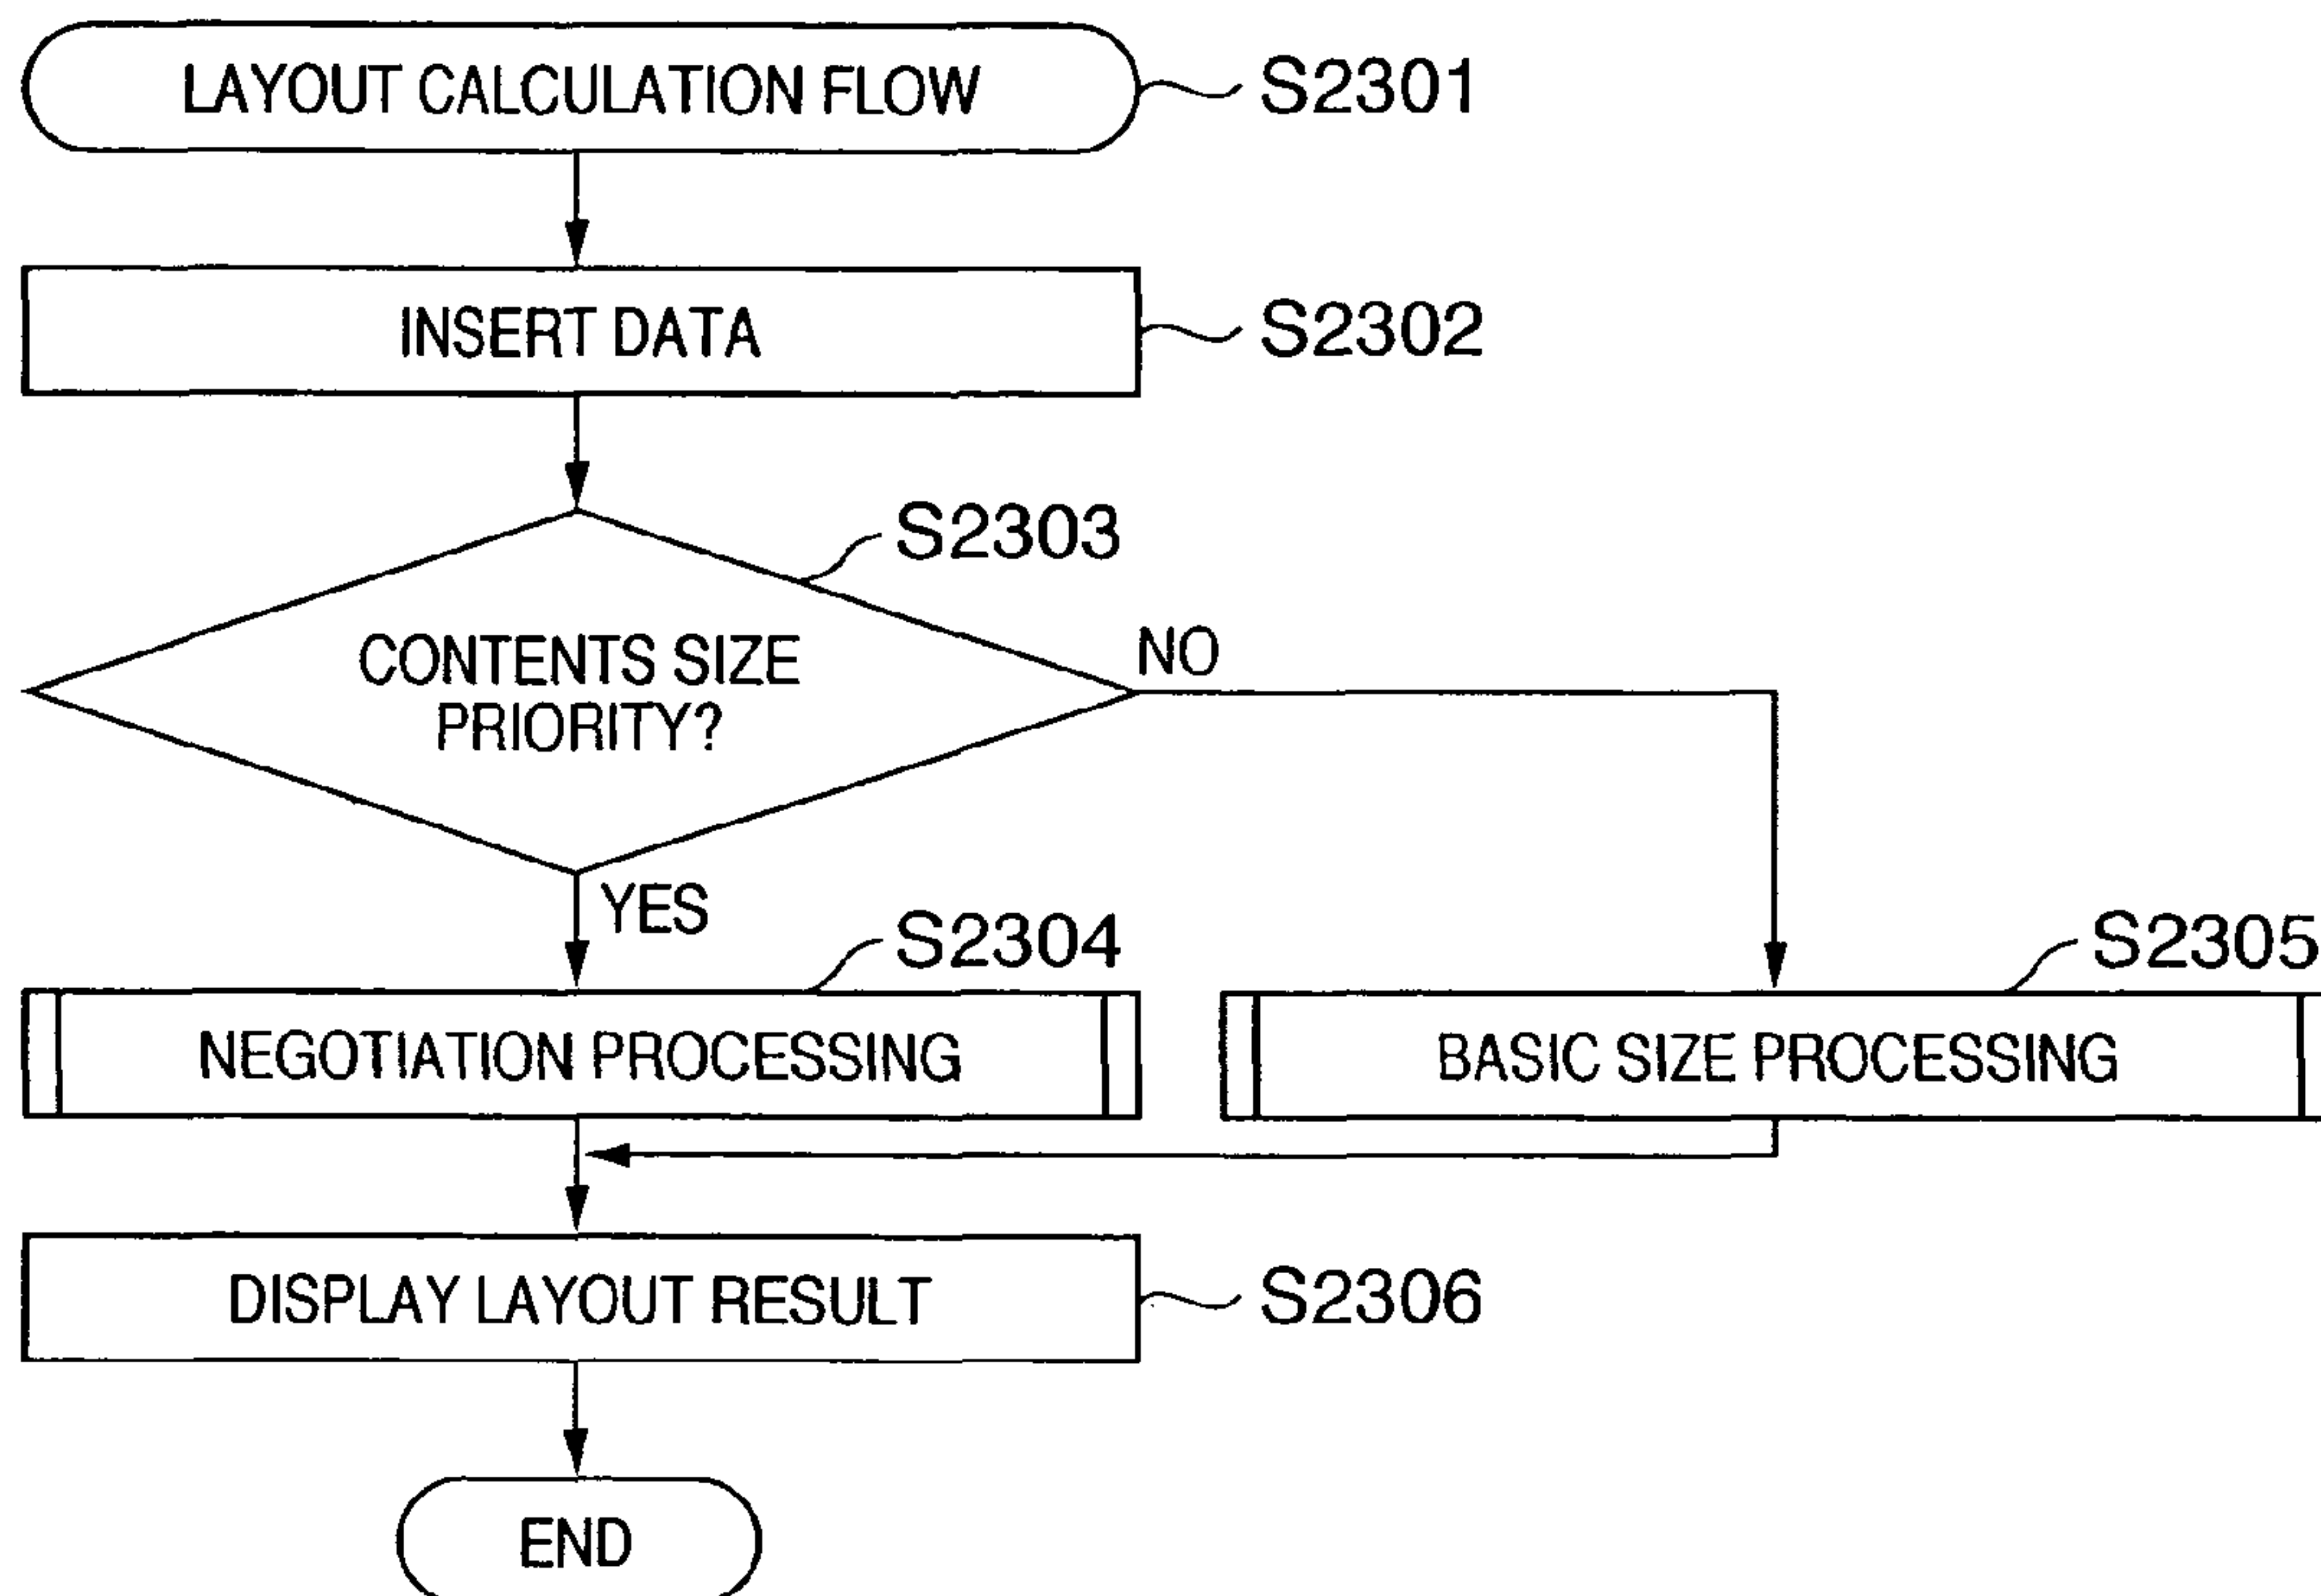 LAYOUT CALCULATION FLOW
S2301
INSERT DATA
S2302
S2303
CONTENTS SIZE
PRIORITY?
NO
YES
S2304
S2305
NEGOTIATION PROCESSING
BASIC SIZE PROCESSING
DISPLAY LAYOUT RESULT
S2306
END